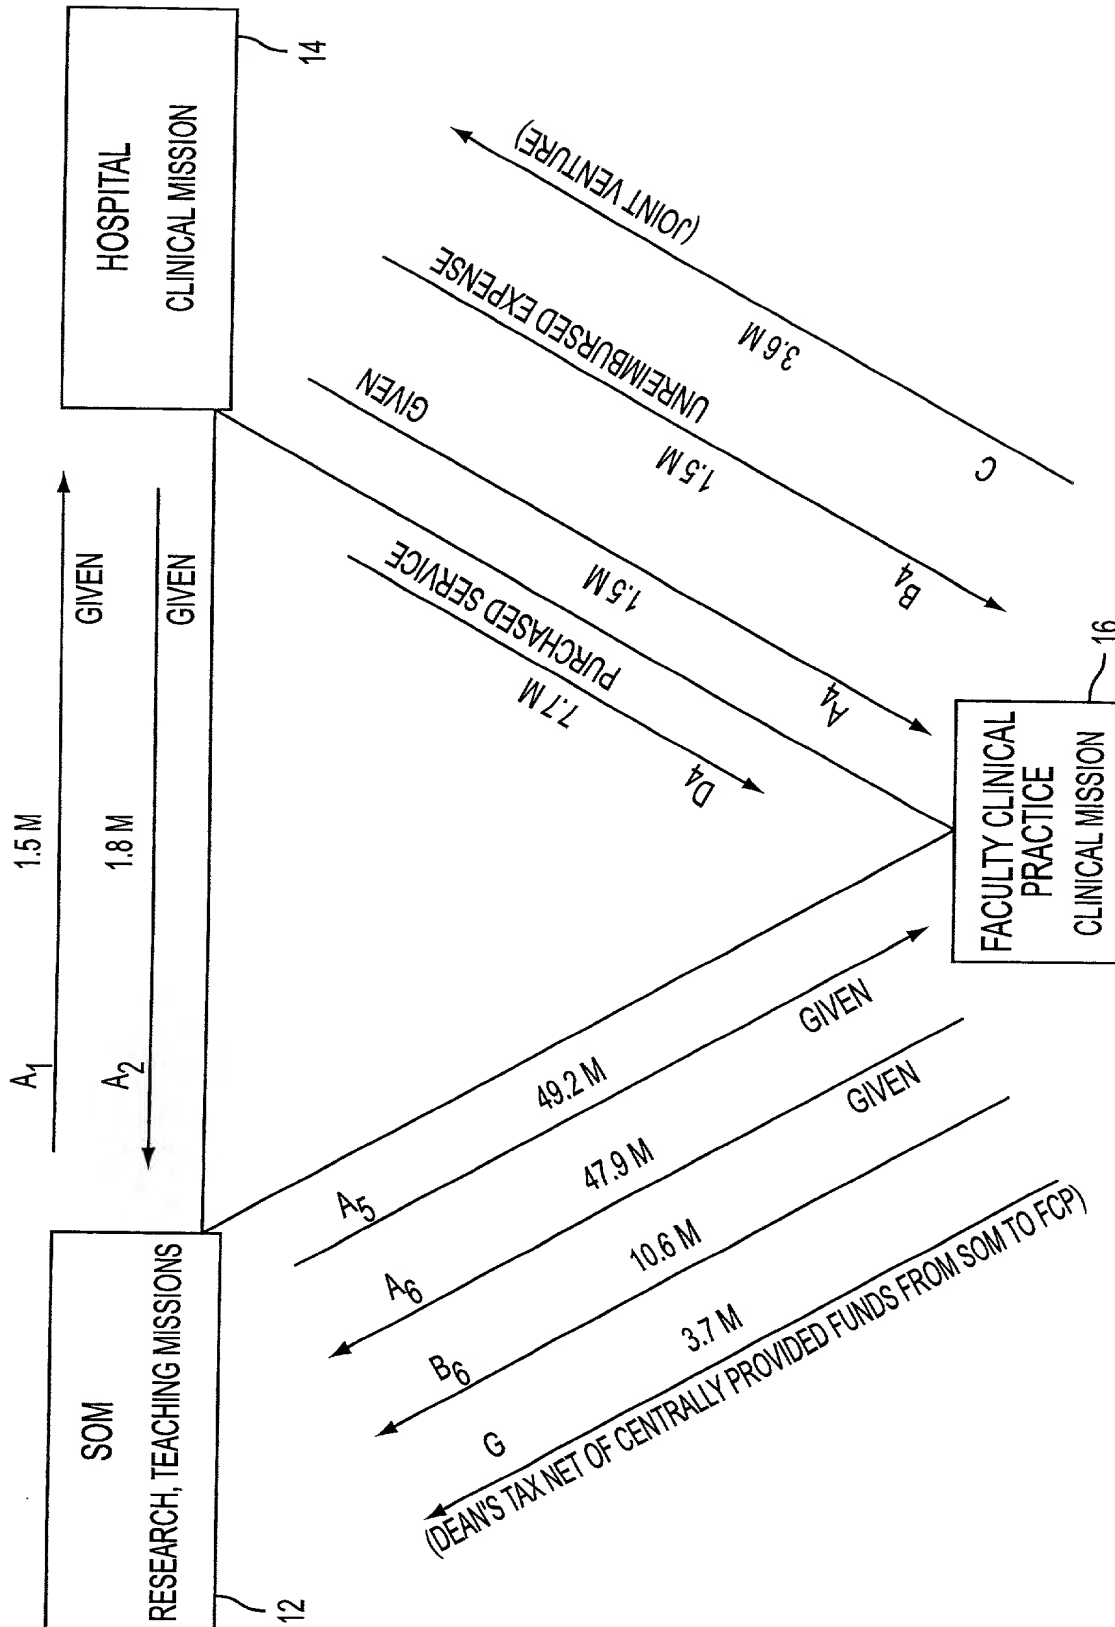 SOM
RESEARCH, TEACHING MISSIONS
12
HOSPITAL
CLINICAL MISSION
14
FACULTY CLINICAL
PRACTICE
CLINICAL MISSION
16
A1
1.5 M
GIVEN
A2
1.8 M
GIVEN
D4
7.7 M
PURCHASED SERVICE
A4
1.5 M
GIVEN
B4
1.5 M
UNREIMBURSED EXPENSE
C
3.6 M
(JOINT VENTURE)
A5
49.2 M
GIVEN
A6
47.9 M
GIVEN
B6
10.6 M
G
3.7 M
(DEAN'S TAX NET OF CENTRALLY PROVIDED FUNDS FROM SOM TO FCP)